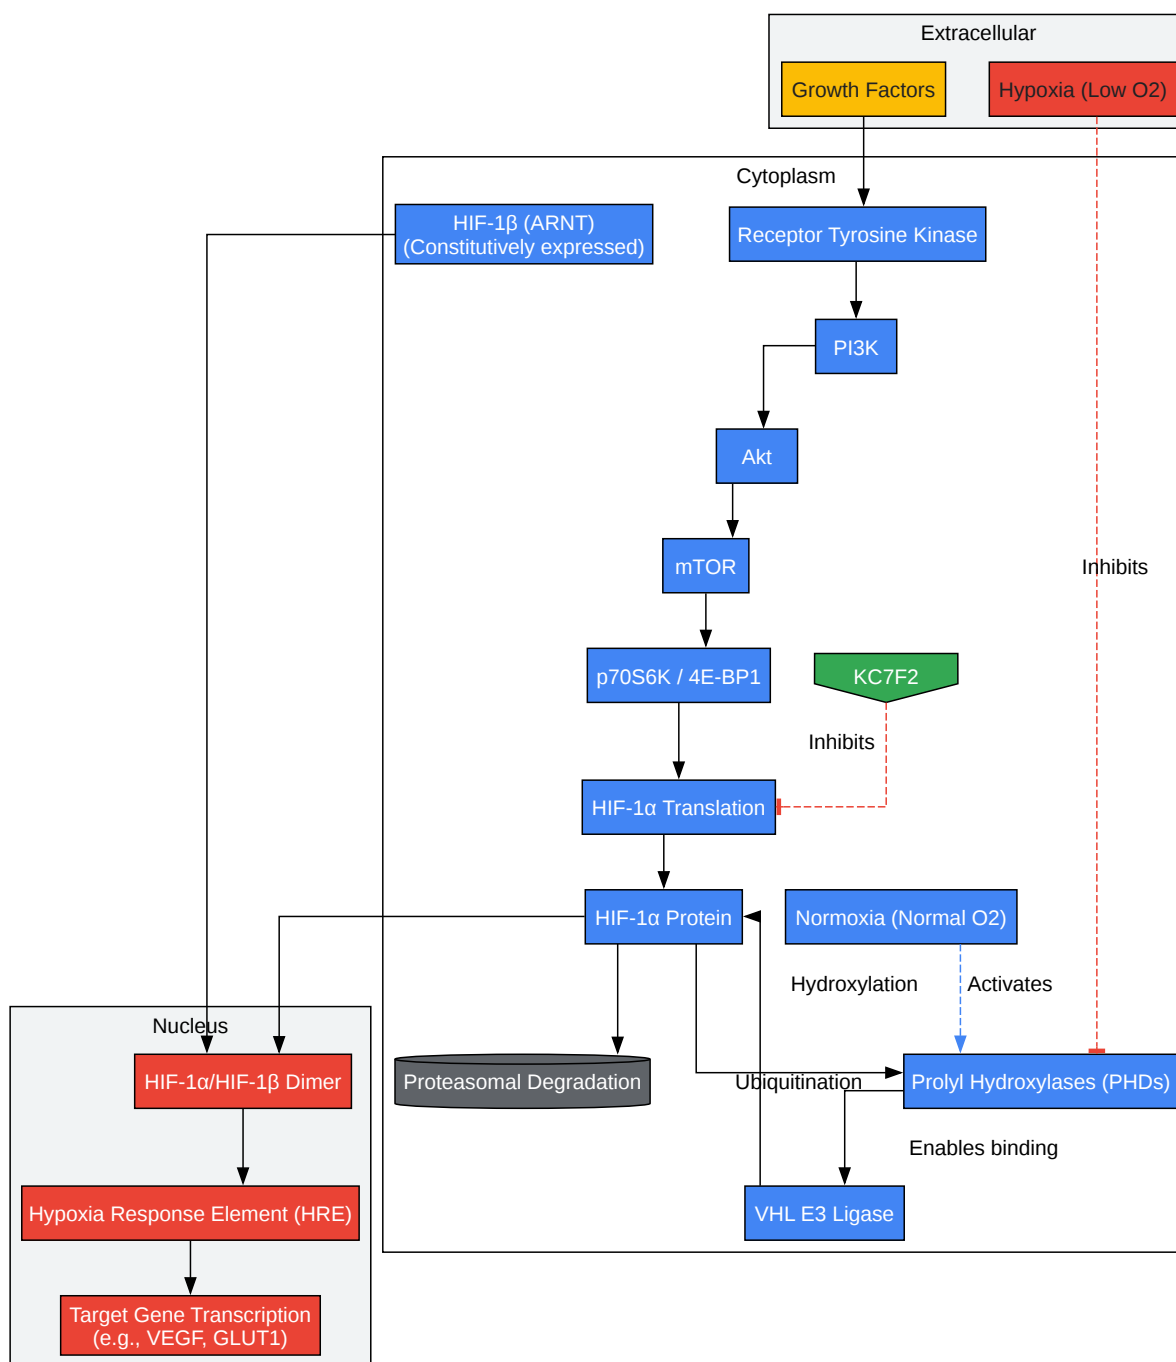 Extracellular
Growth Factors
Hypoxia (Low O2)
Cytoplasm
HIF-1β (ARNT)
(Constitutively expressed)
Receptor Tyrosine Kinase
PI3K
Akt
mTOR
Inhibits
p70S6K / 4E-BP1
KC7F2
Inhibits
HIF-1α Translation
HIF-1α Protein
Normoxia (Normal O2)
Hydroxylation
Activates
Nucleus
HIF-1α/HIF-1β Dimer
Proteasomal Degradation
Ubiquitination
Prolyl Hydroxylases (PHDs)
Enables binding
Hypoxia Response Element (HRE)
VHL E3 Ligase
Target Gene Transcription
(e.g., VEGF, GLUT1)